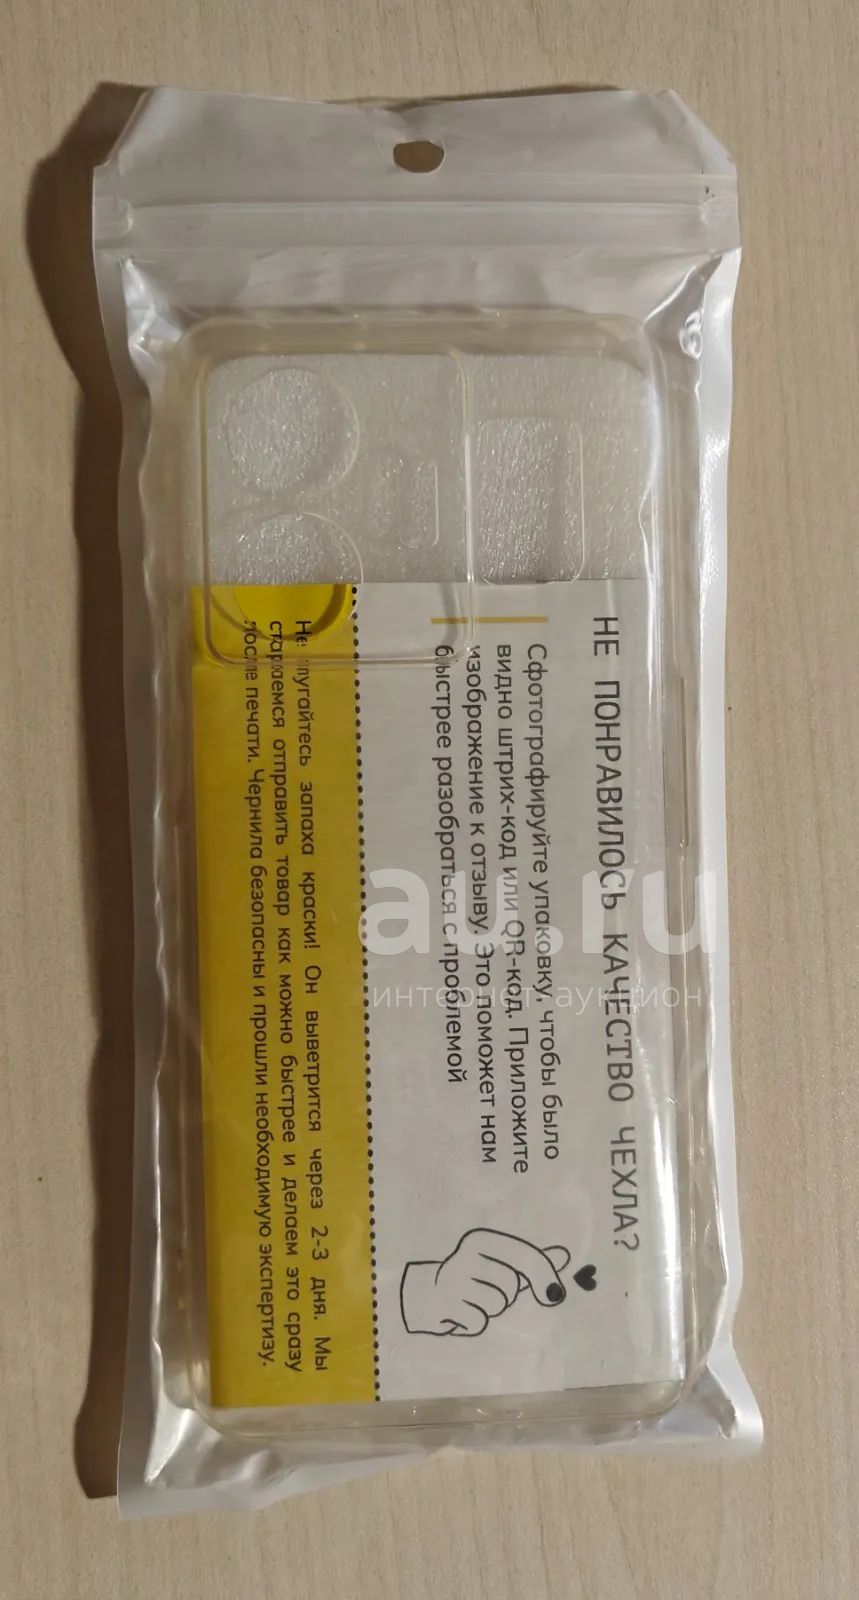 НЕ ПОНРАВИЛОСЬ КАЧЕСТВО ЧЕХЛА?
Сфотографируйте упаковку, чтобы было
видно штрих-код или QR-код. Приложите
изображение к отзыву. Это поможет нам
быстрее разобраться с проблемой
Не пугайтесь запаха краски! Он выветрится через 2-3 дня. Мы
стараемся отправить товар как можно быстрее и делаем это сразу
после печати. Чернила безопасны и прошли необходимую экспертизу.
au.ru
интернет-аукцион